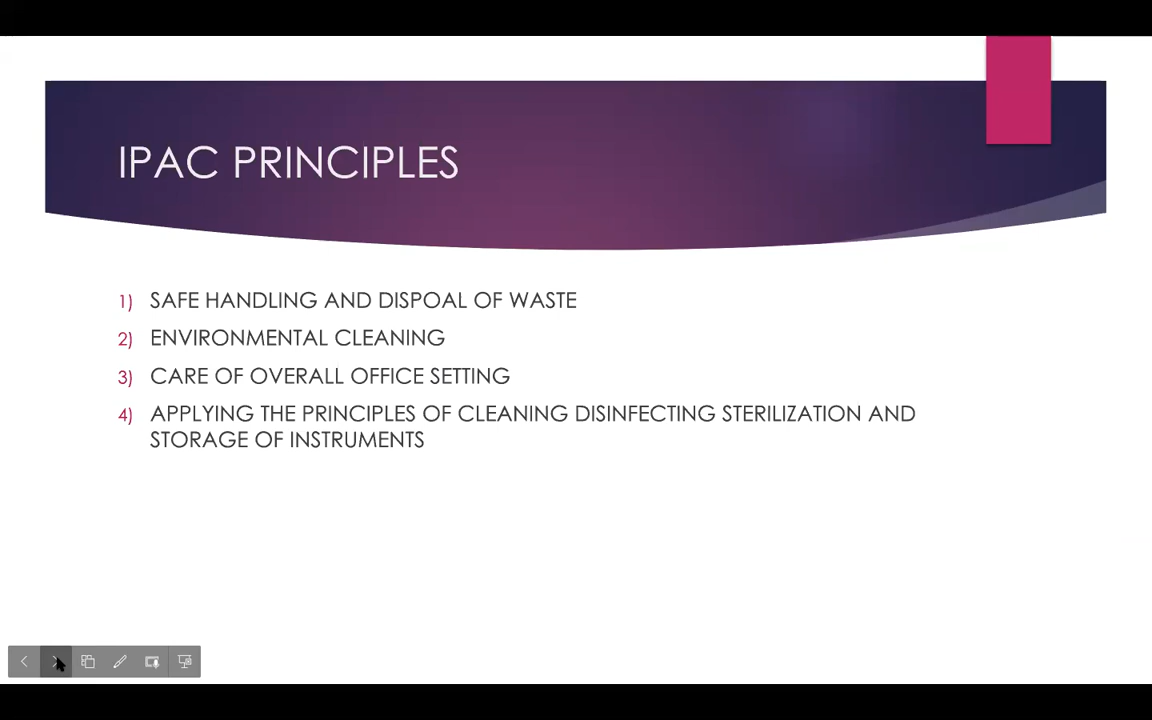 IPAC PRINCIPLES
1) SAFE HANDLING AND DISPOAL OF WASTE
2) ENVIRONMENTAL CLEANING
3) CARE OF OVERALL OFFICE SETTING
4) APPLYING THE PRINCIPLES OF CLEANING DISINFECTING STERILIZATION AND
STORAGE OF INSTRUMENTS